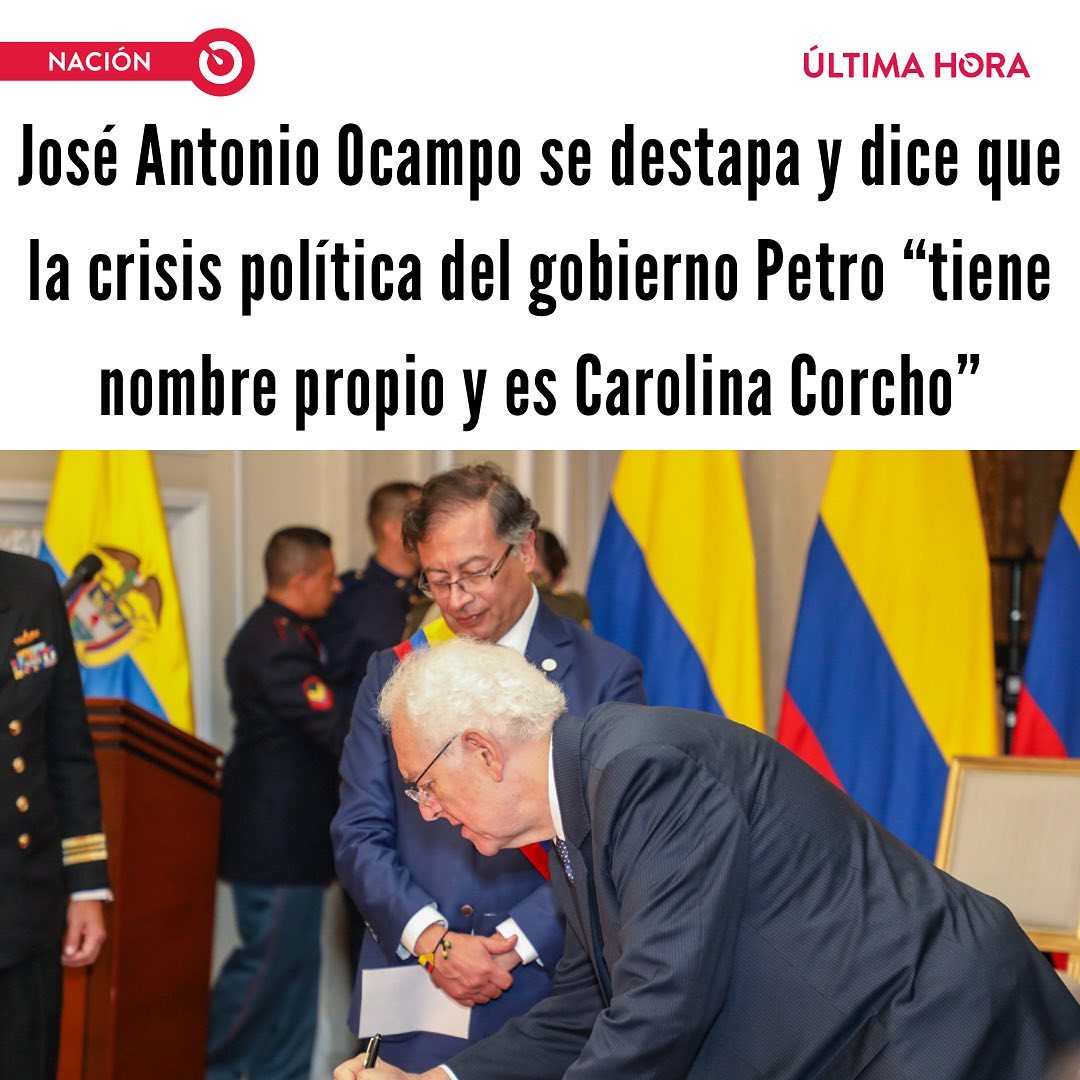 NACIÓN
ÚLTIMA HORA
José Antonio Ocampo se destapa y dice que
la crisis política del gobierno Petro “tiene
nombre propio y es Carolina Corcho”